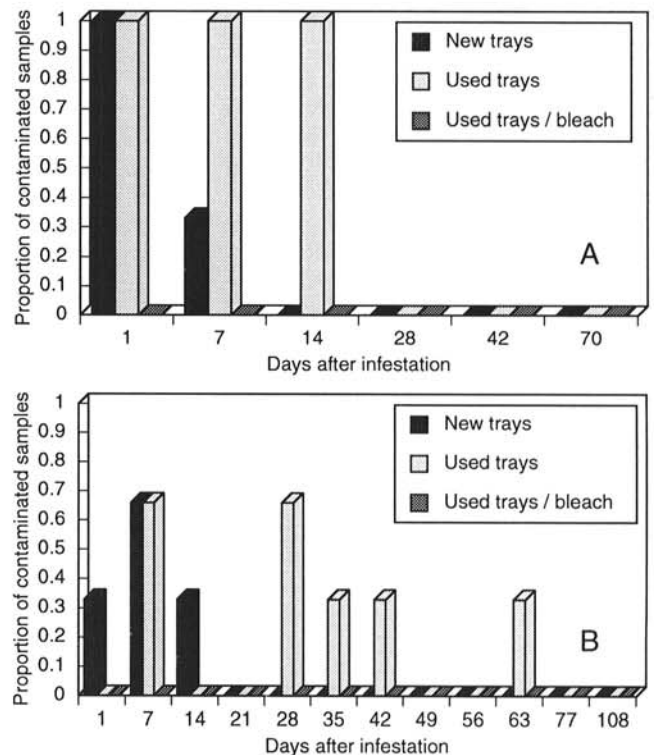 Proportion of contaminated samples
1
0.9
0.8
0.7
0.6
0.5
0.4
0.3
0.2
0.1
0
New trays
Used trays
Used trays / bleach
A
1 7 14 28 42 70
Days after infestation
Proportion of contaminated samples
1
0.9
0.8
0.7
0.6
0.5
0.4
0.3
0.2
0.1
0
New trays
Used trays
Used trays / bleach
B
1 7 14 21 28 35 42 49 56 63 77 108
Days after infestation